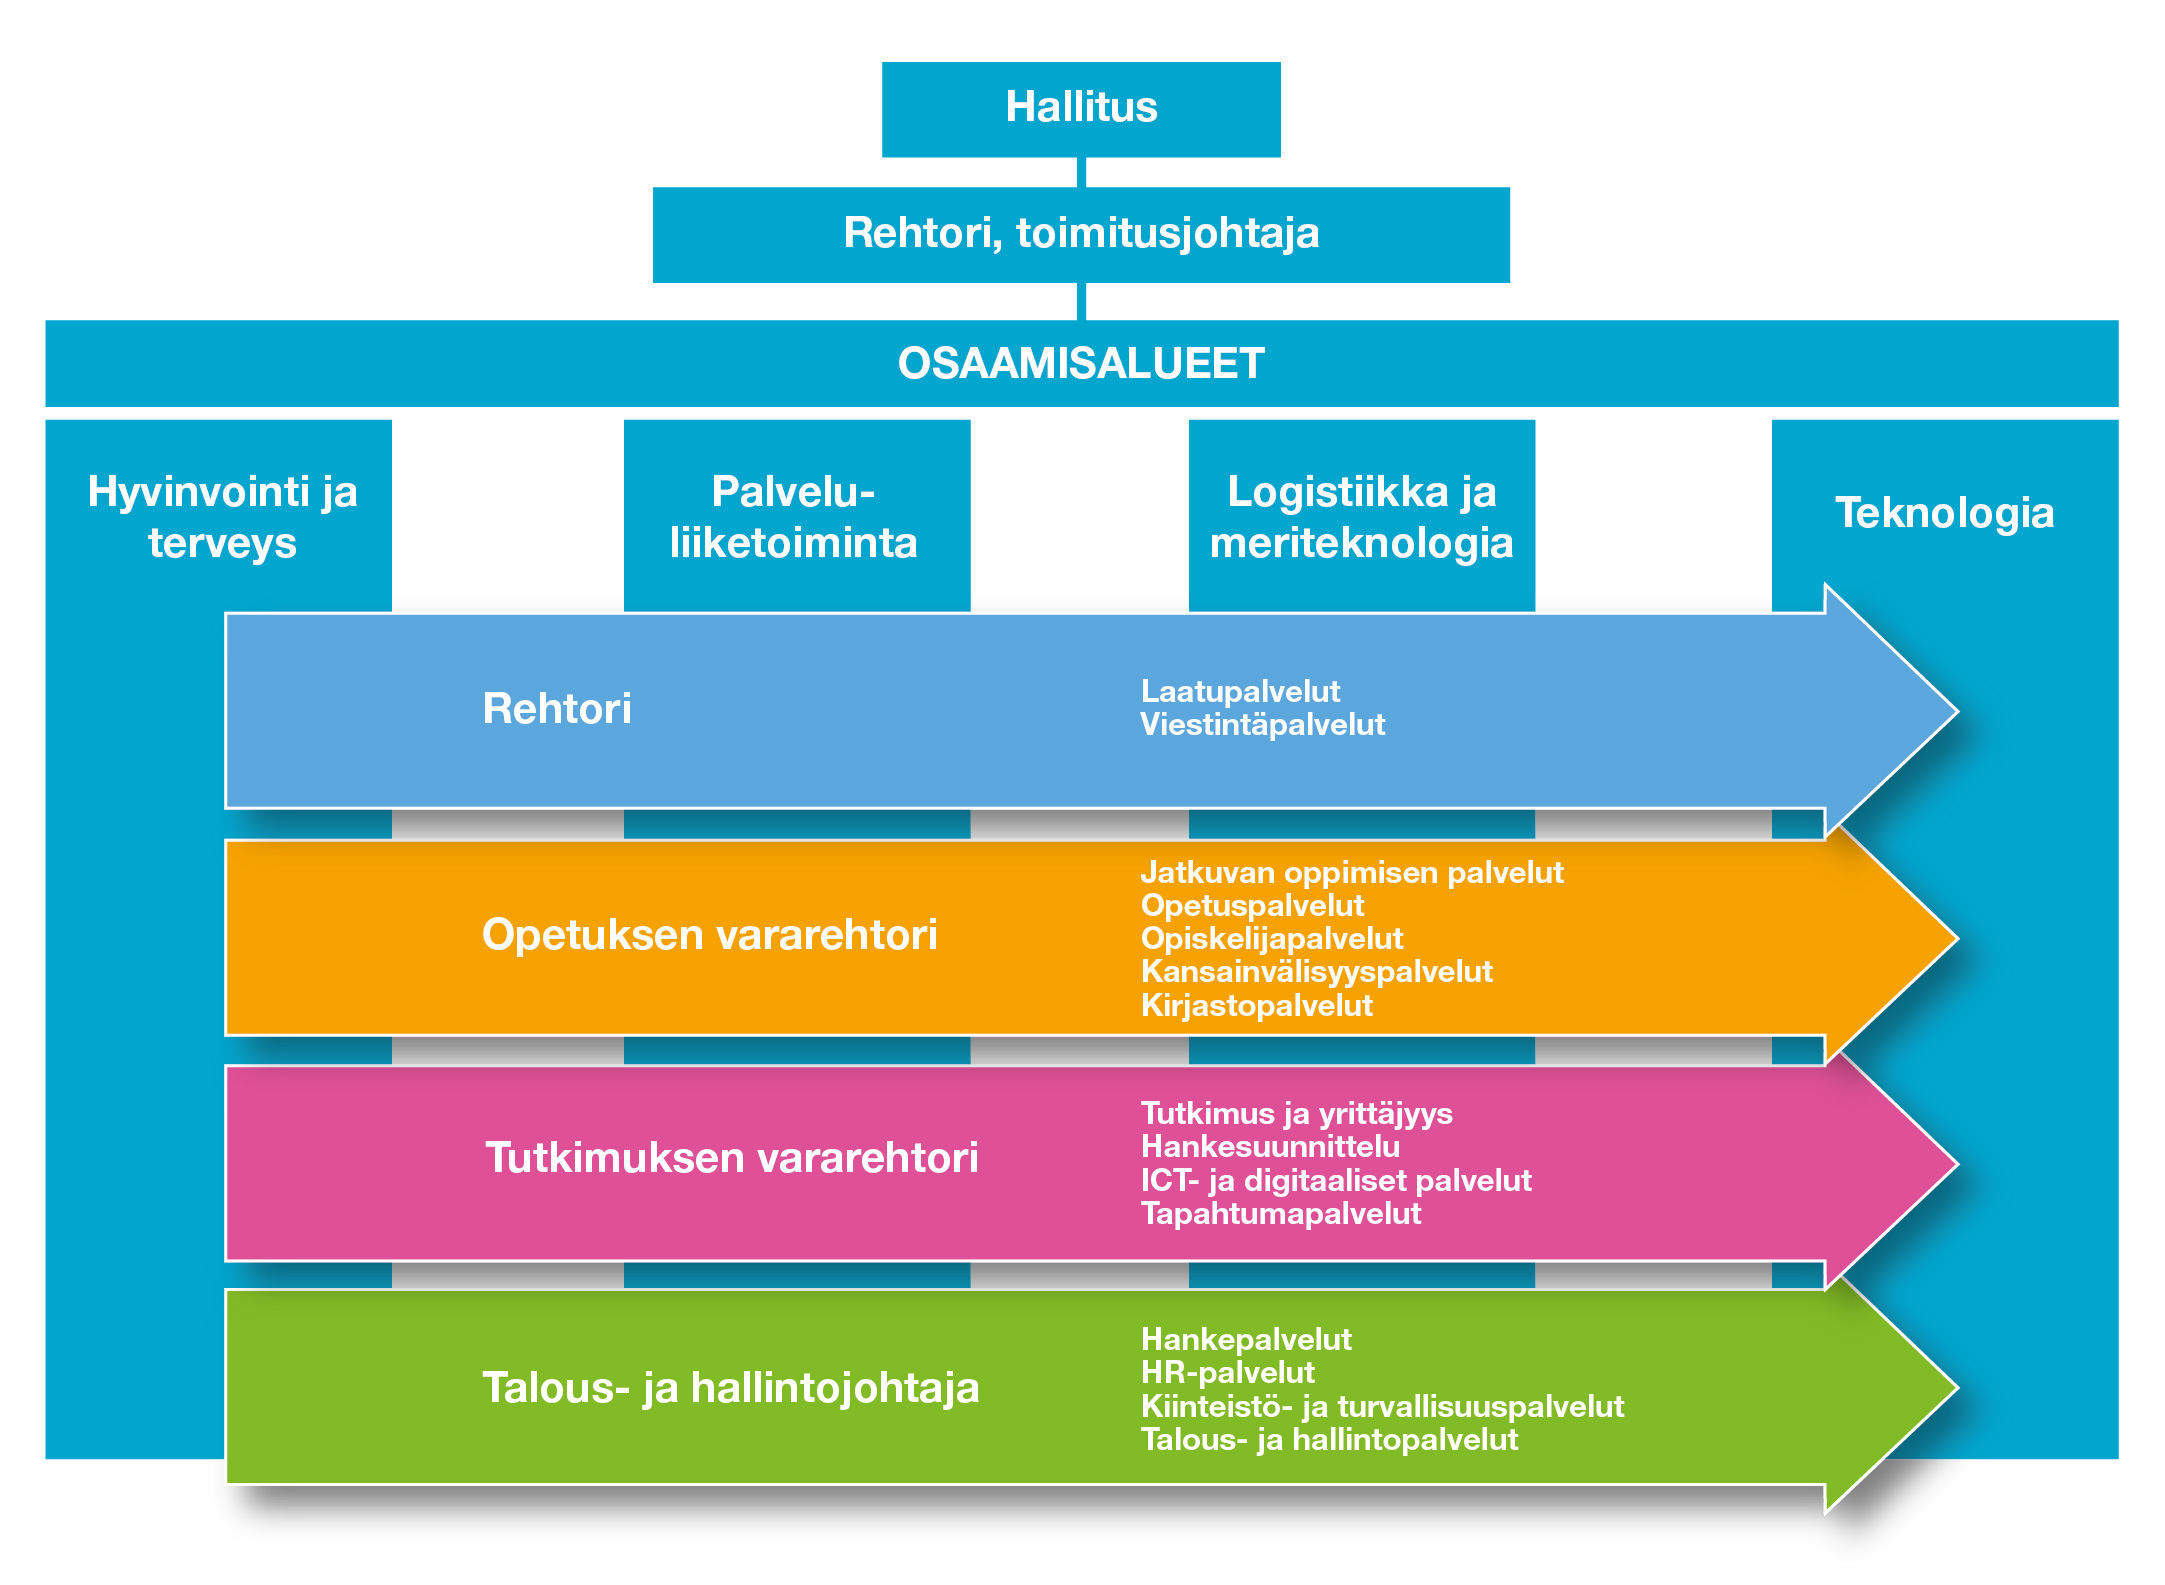 Hallitus
Rehtori, toimitusjohtaja
OSAAMISALUEET
Hyvinvointi ja
terveys
Palvelu-
liiketoiminta
Logistiikka ja
meriteknologia
Teknologia
Rehtori
Laatupalvelut
Viestintäpalvelut
Opetuksen vararehtori
Jatkuvan oppimisen palvelut
Opetuspalvelut
Opiskelijapalvelut
Kansainvälisyyspalvelut
Kirjastopalvelut
Tutkimuksen vararehtori
Tutkimus ja yrittäjyys
Hankesuunnittelu
ICT- ja digitaaliset palvelut
Tapahtumapalvelut
Talous- ja hallintojohtaja
Hankepalvelut
HR-palvelut
Kiinteistö- ja turvallisuuspalvelut
Talous- ja hallintopalvelut